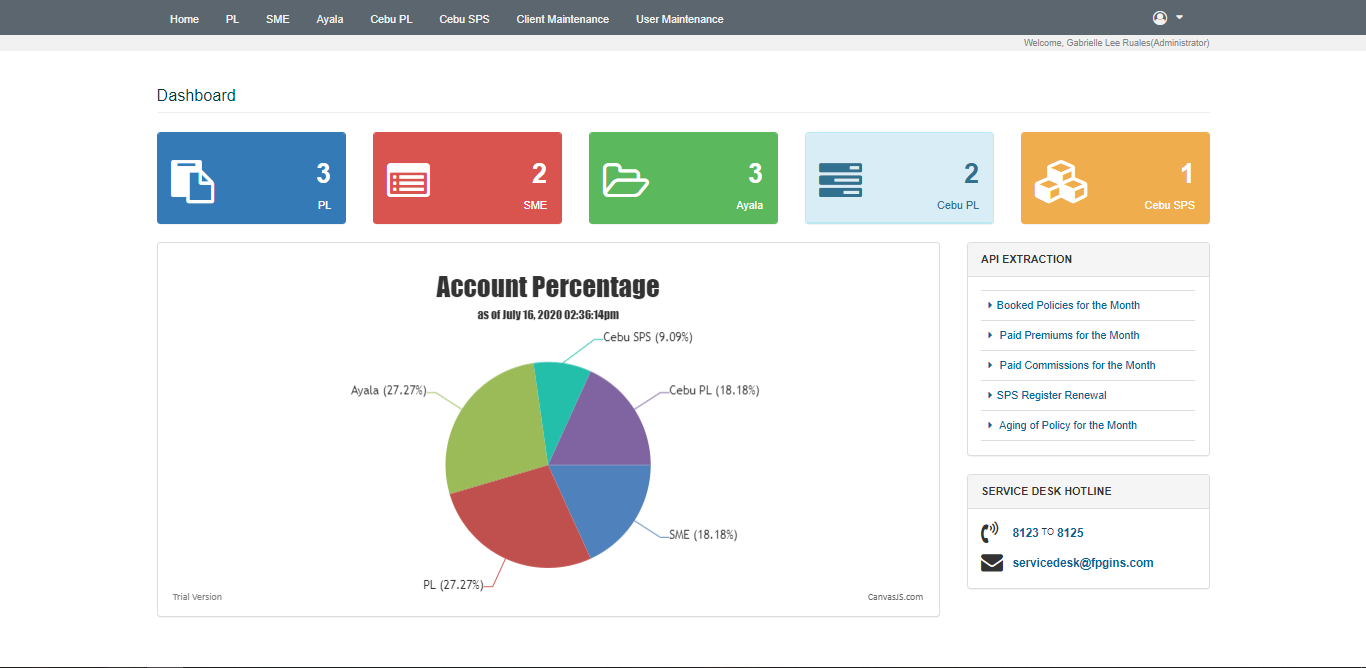 Home PL SME Ayala Cebu PL Cebu SPS Client Maintenance User Maintenance
Welcome, Gabrielle Lee Ruales(Administrator)
Dashboard
3
PL
2
SME
3
Ayala
2
Cebu PL
1
Cebu SPS
Account Percentage
as of July 16, 2020 02:36:14pm
Cebu SPS (9.09%)
Ayala (27.27%)
Cebu PL (18.18%)
SME (18.18%)
PL (27.27%)
Trial Version
CanvasJS.com
API EXTRACTION
Booked Policies for the Month
Paid Premiums for the Month
Paid Commissions for the Month
SPS Register Renewal
Aging of Policy for the Month
SERVICE DESK HOTLINE
8123 TO 8125
servicedesk@fpgins.com